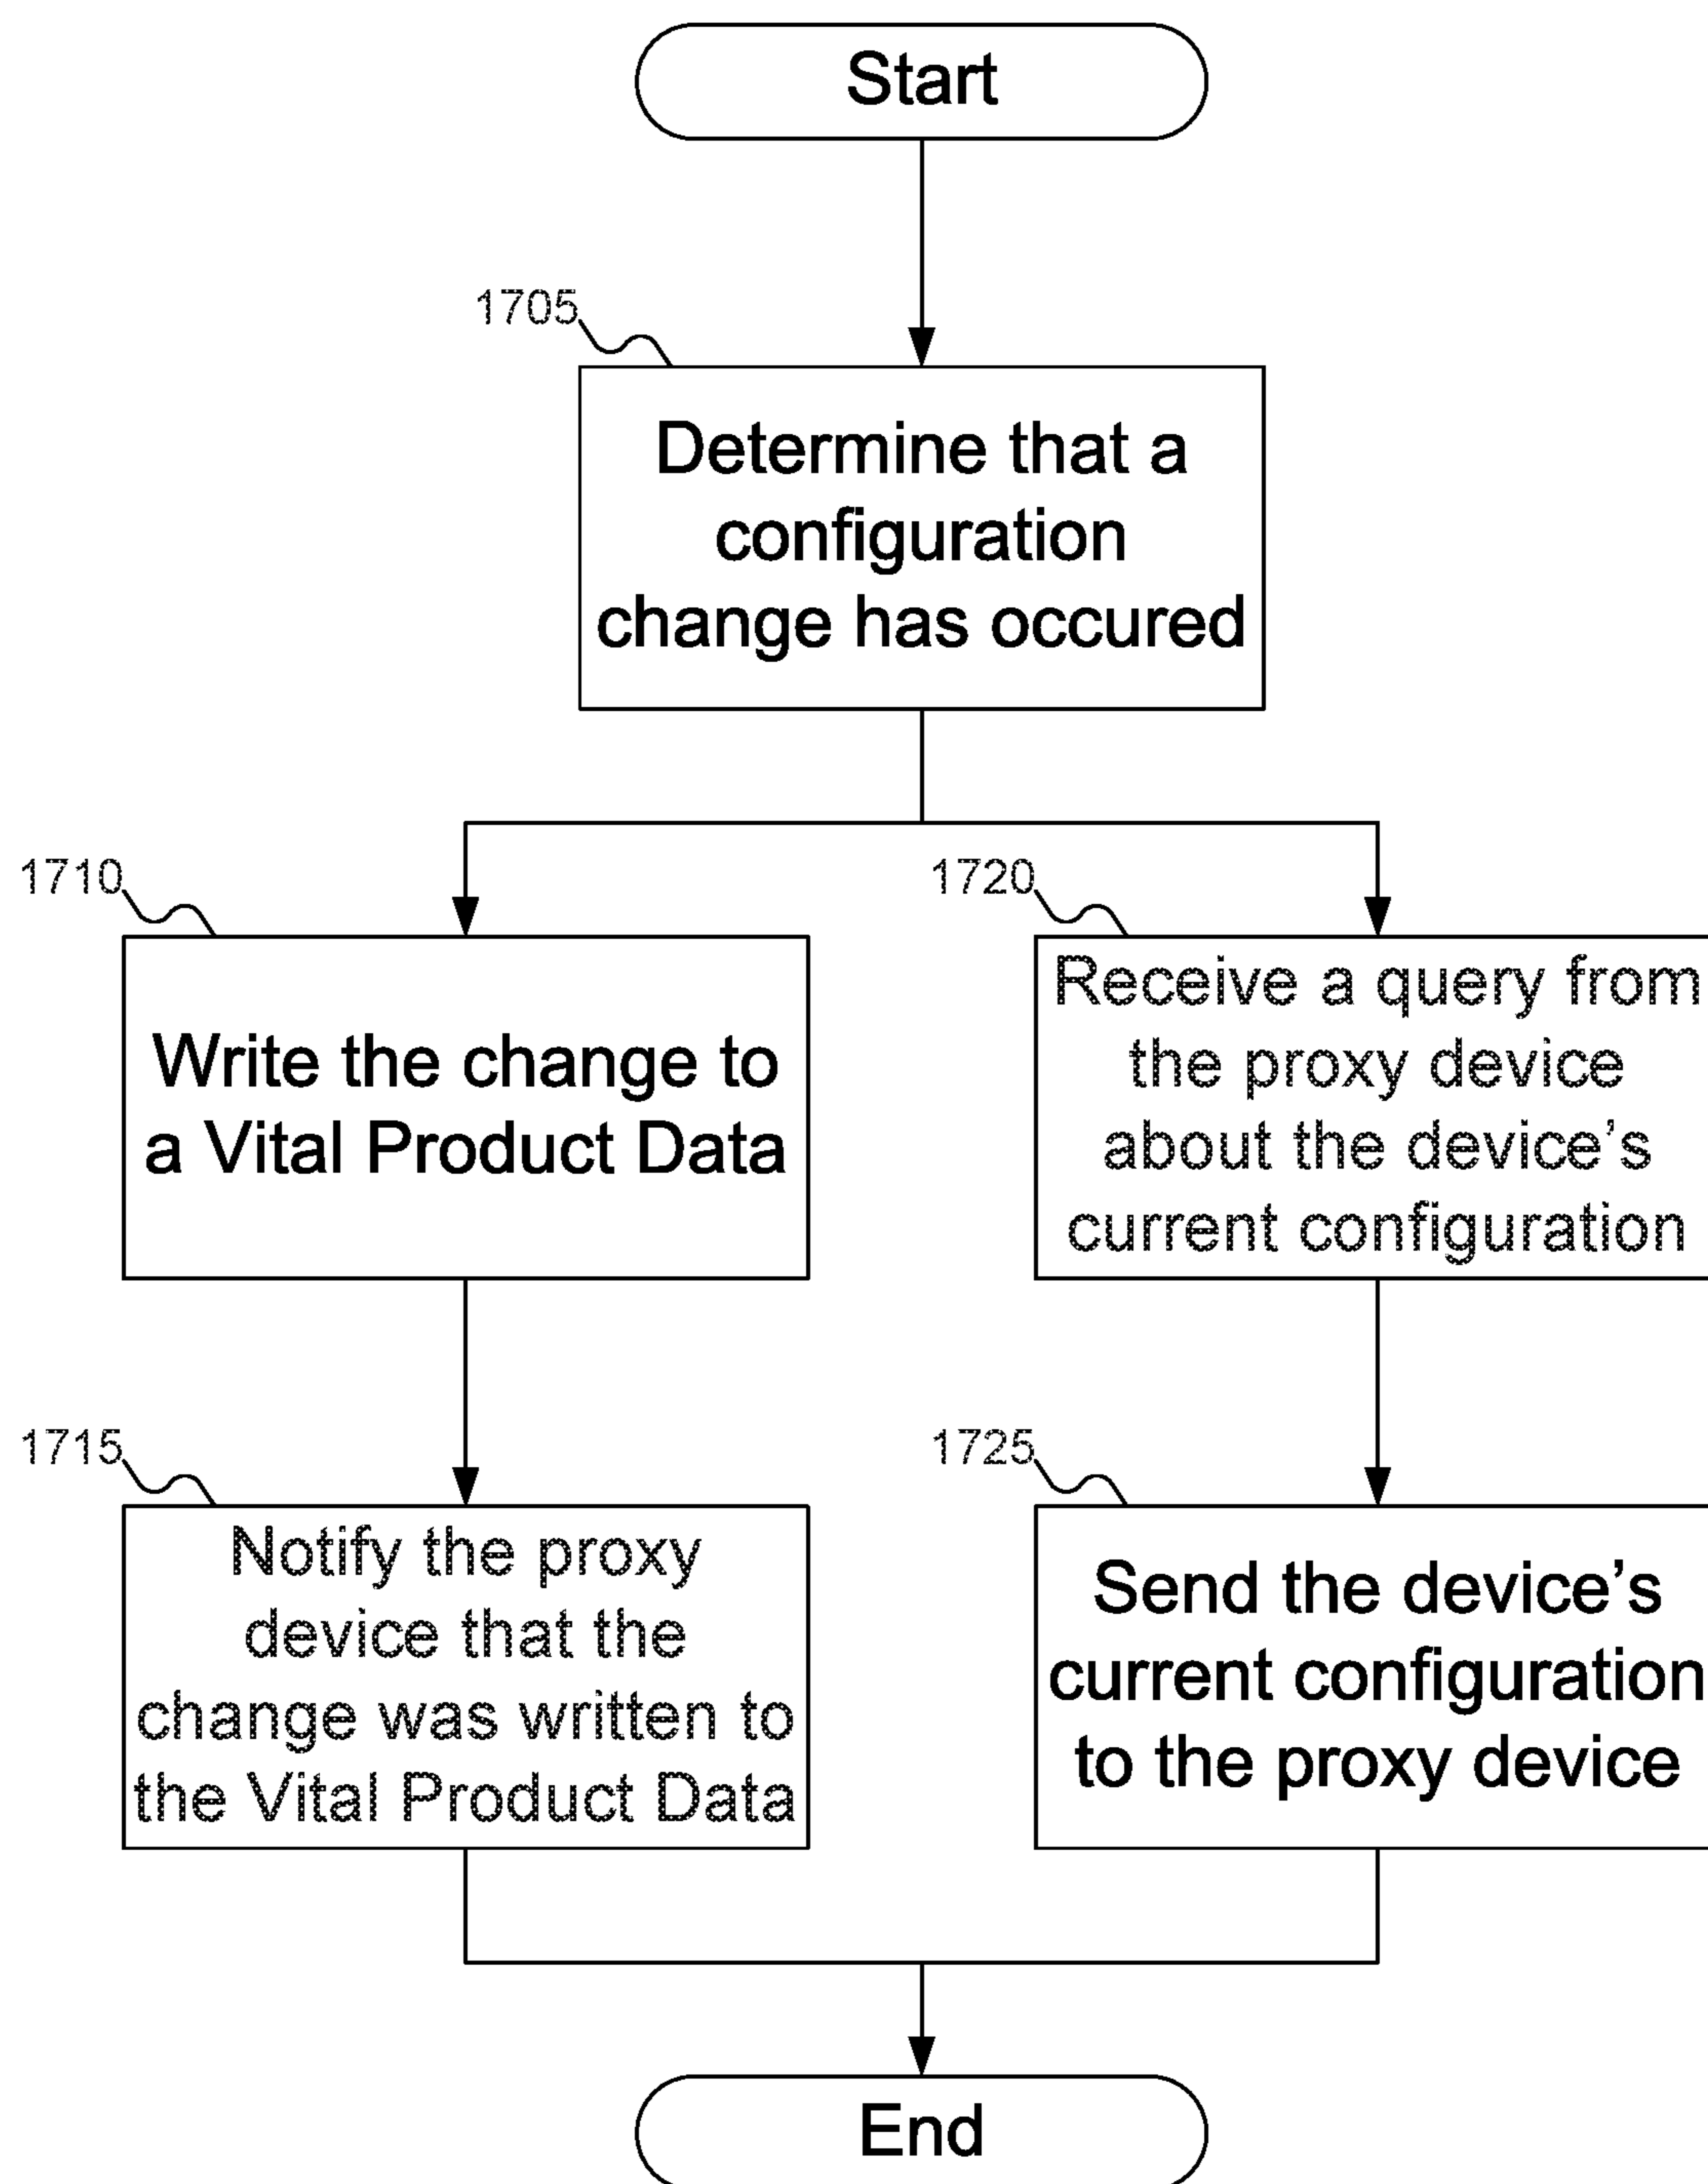 Start
1705
Determine that a
configuration
change has occured
1710
Write the change to
a Vital Product Data
1720
Receive a query from
the proxy device
about the device’s
current configuration
1715
Notify the proxy
device that the
change was written to
the Vital Product Data
1725
Send the device’s
current configuration
to the proxy device
End